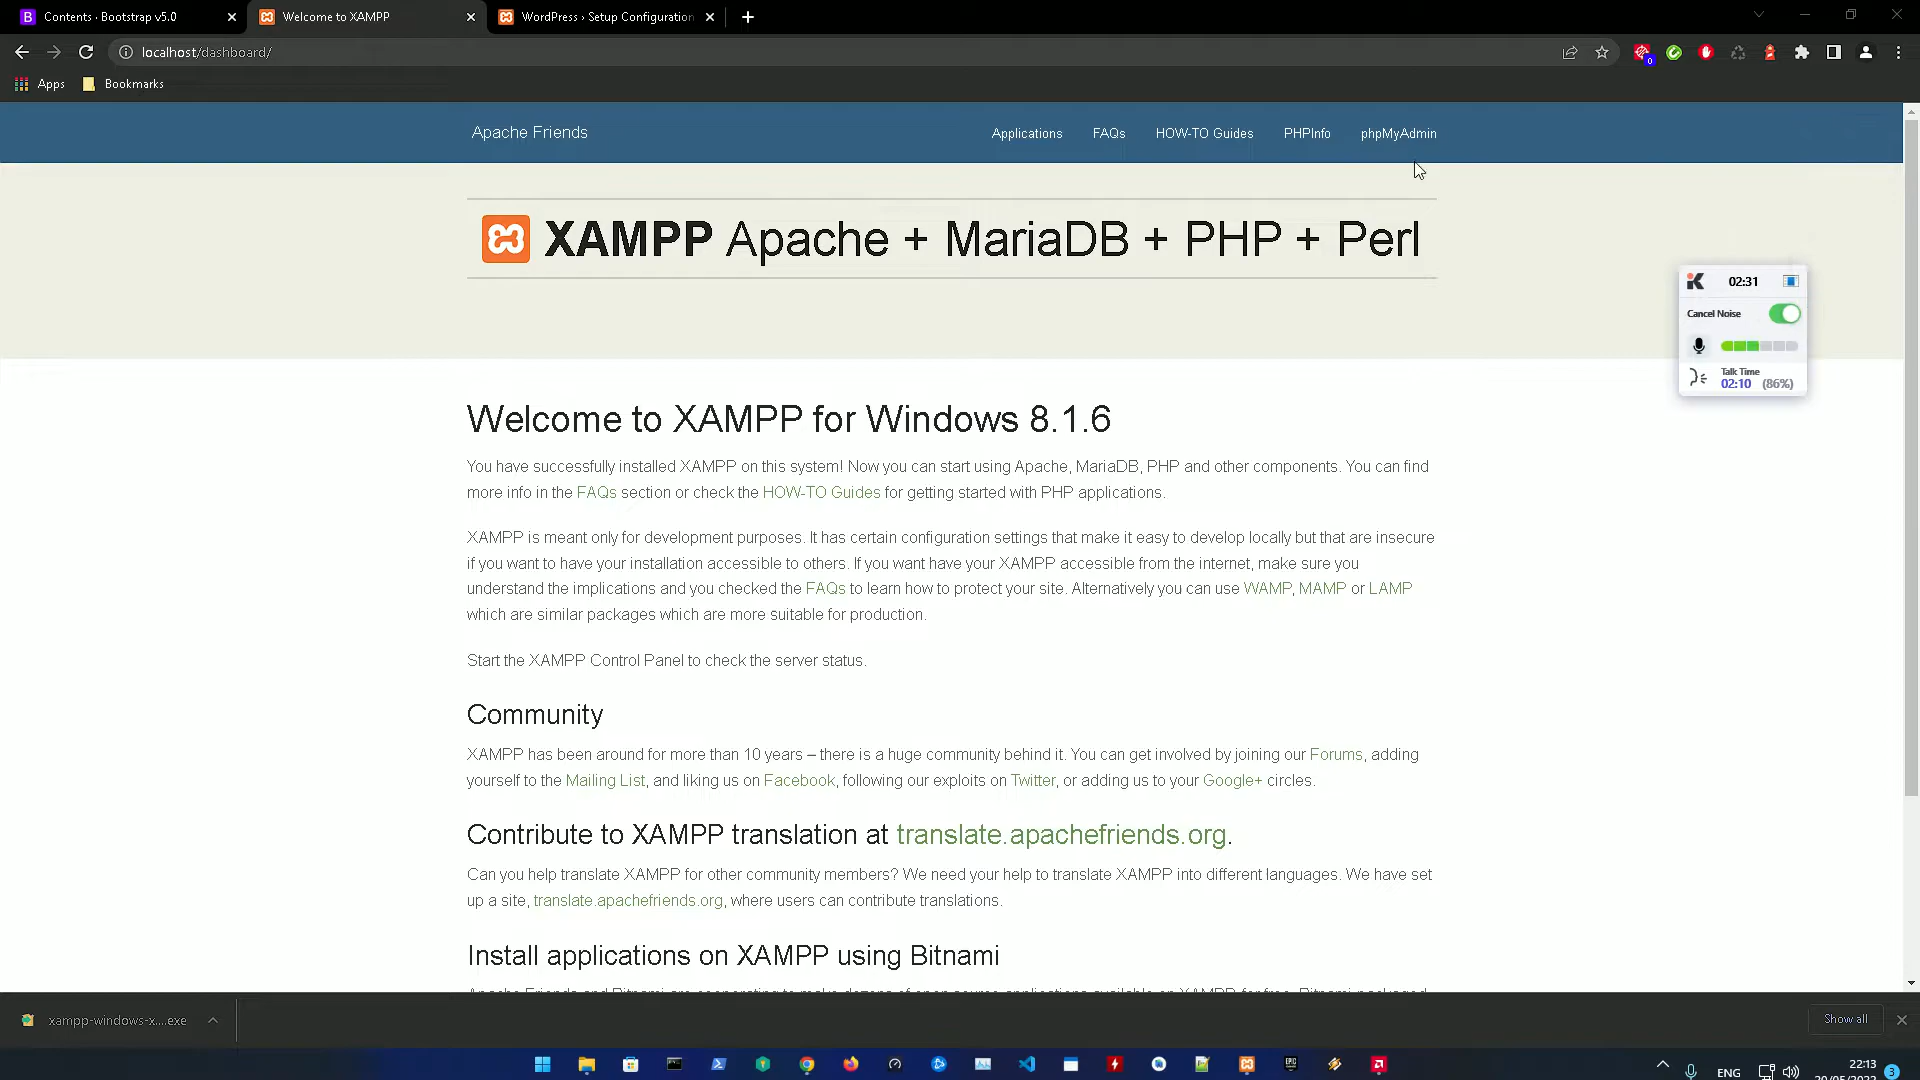 Contents · Bootstrap v5.0
Welcome to XAMPP
WordPress › Setup Configuration
localhost/dashboard/
0
Apps
Bookmarks
Apache Friends
Applications
FAQs
HOW-TO Guides
PHPInfo
phpMyAdmin
XAMPP Apache + MariaDB + PHP + Perl
02:31
Cancel Noise
Talk Time
02:10 (86%)
Welcome to XAMPP for Windows 8.1.6
You have successfully installed XAMPP on this system! Now you can start using Apache, MariaDB, PHP and other components. You can find
more info in the FAQs section or check the HOW-TO Guides for getting started with PHP applications.
XAMPP is meant only for development purposes. It has certain configuration settings that make it easy to develop locally but that are insecure
if you want to have your installation accessible to others. If you want have your XAMPP accessible from the internet, make sure you
understand the implications and you checked the FAQs to learn how to protect your site. Alternatively you can use WAMP, MAMP or LAMP
which are similar packages which are more suitable for production.
Start the XAMPP Control Panel to check the server status.
Community
XAMPP has been around for more than 10 years – there is a huge community behind it. You can get involved by joining our Forums, adding
yourself to the Mailing List, and liking us on Facebook, following our exploits on Twitter, or adding us to your Google+ circles.
Contribute to XAMPP translation at translate.apachefriends.org.
Can you help translate XAMPP for other community members? We need your help to translate XAMPP into different languages. We have set
up a site, translate.apachefriends.org, where users can contribute translations.
Install applications on XAMPP using Bitnami
xampp-windows-x....exe
Show all
ENG
22:13
3